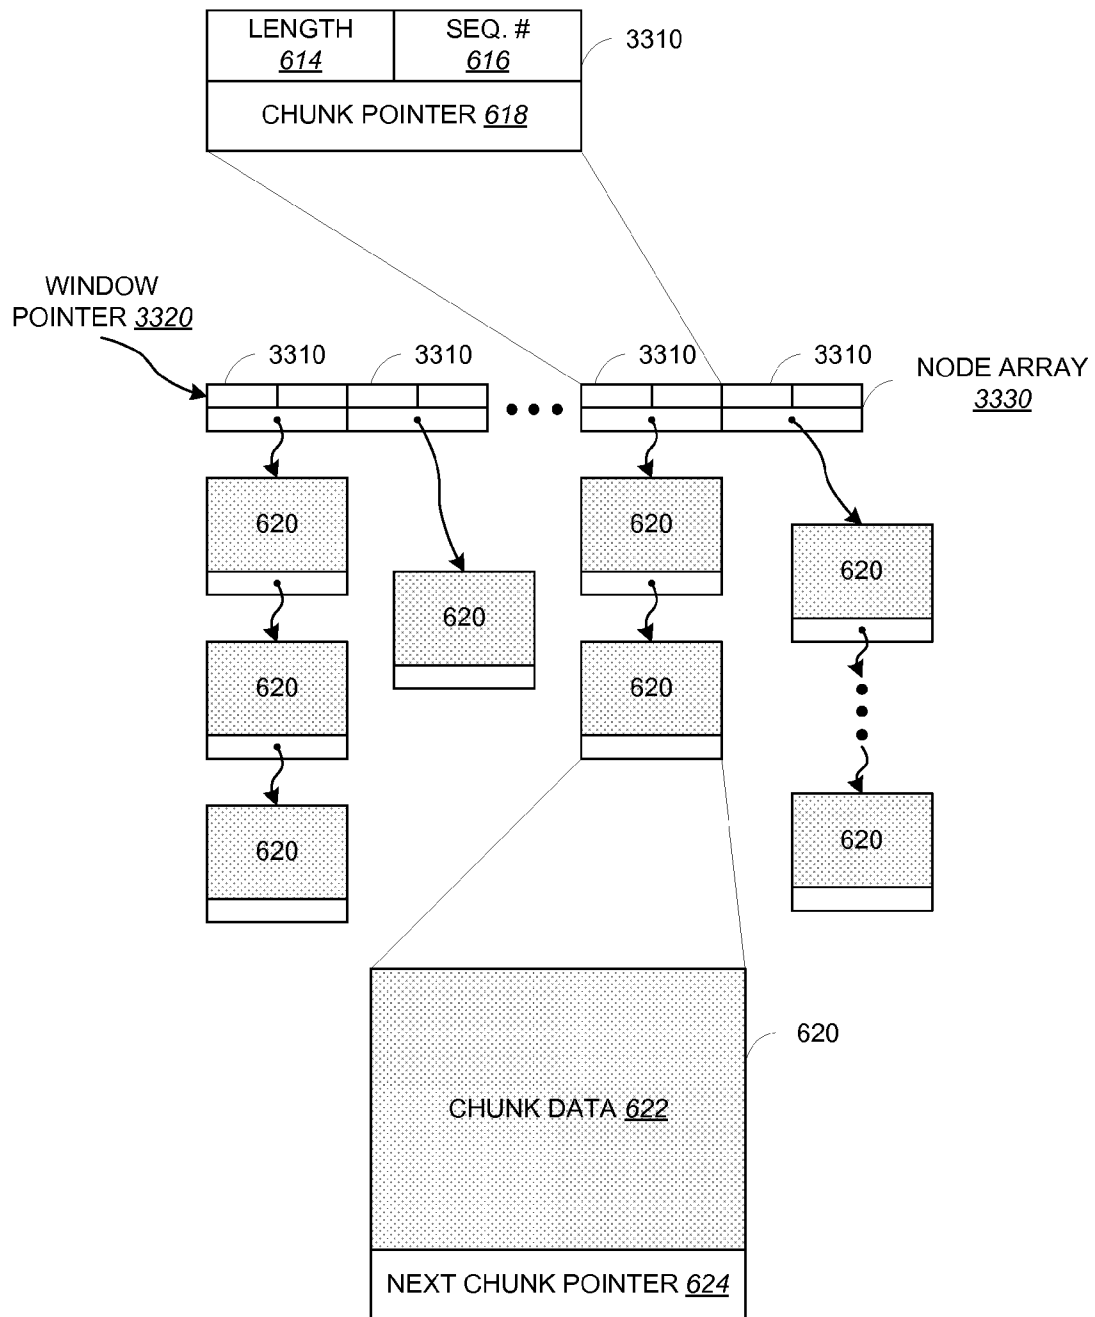 LENGTH
614
SEQ. #
616
3310
CHUNK POINTER 618
WINDOW
POINTER 3320
3310
3310
3310
3310
NODE ARRAY
3330
620
620
620
620
620
620
620
620
620
CHUNK DATA 622
NEXT CHUNK POINTER 624